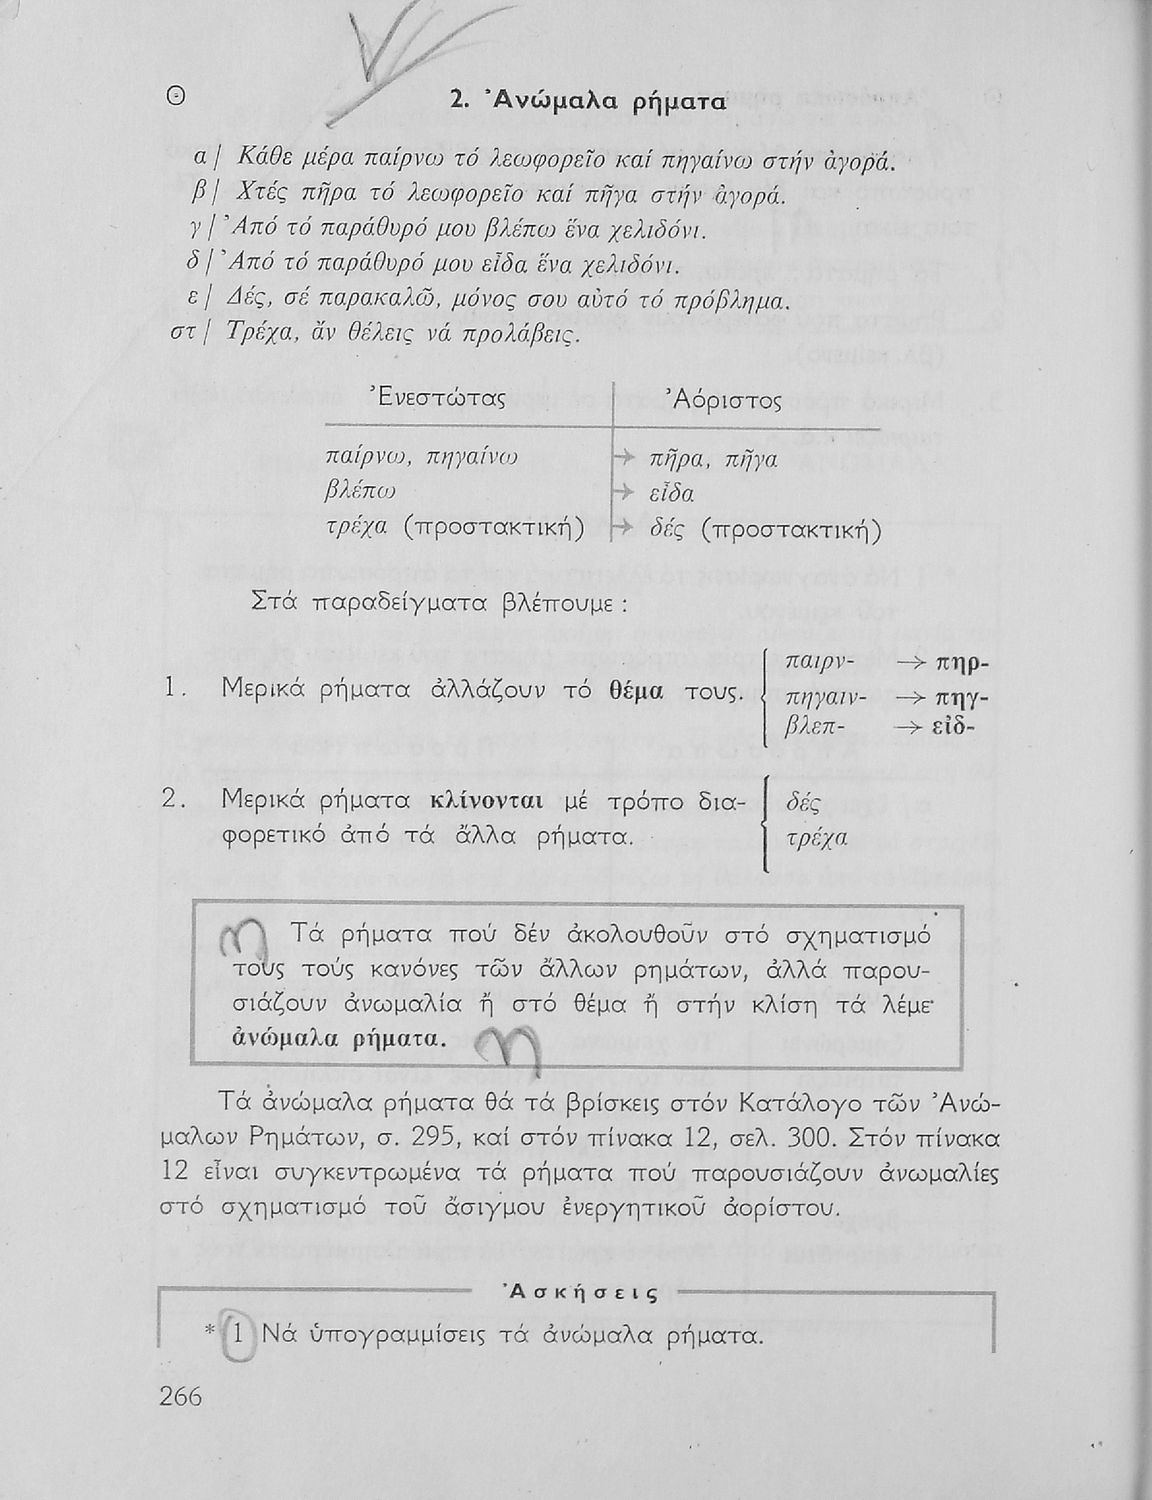 Θ 2. Ἀνώμαλα ρήματα
α / Κάθε μέρα παίρνω τό λεωφορεῖο καί πηγαίνω στήν ἀγορά.
β / Χτές πῆρα τό λεωφορεῖο καί πῆγα στήν ἀγορά.
γ / Ἀπό τό παράθυρό μου βλέπω ἕνα χελιδόνι.
δ / Ἀπό τό παράθυρό μου εἶδα ἕνα χελιδόνι.
ε / Δές, σέ παρακαλῶ, μόνος σου αὐτό τό πρόβλημα.
στ / Τρέχα, ἄν θέλεις νά προλάβεις.
Ἐνεστώτας Ἀόριστος
παίρνω, πηγαίνω → πῆρα, πῆγα
βλέπω → εἶδα
τρέχα (προστακτική) → δές (προστακτική)
Στά παραδείγματα βλέπουμε :
1. Μερικά ρήματα ἀλλάζουν τό θέμα τους.
παιρν- → πηρ-
πηγαιν- → πηγ-
βλεπ- → εἰδ-
2. Μερικά ρήματα κλίνονται μέ τρόπο δια-
φορετικό ἀπό τά ἄλλα ρήματα.
δές
τρέχα
Τά ρήματα πού δέν ἀκολουθοῦν στό σχηματισμό
τους τούς κανόνες τῶν ἄλλων ρημάτων, ἀλλά παρου-
σιάζουν ἀνωμαλία ἤ στό θέμα ἤ στήν κλίση τά λέμε
ἀνώμαλα ρήματα.
Τά ἀνώμαλα ρήματα θά τά βρίσκεις στόν Κατάλογο τῶν Ἀνώ-
μαλων Ρημάτων, σ. 295, καί στόν πίνακα 12, σελ. 300. Στόν πίνακα
12 εἶναι συγκεντρωμένα τά ρήματα πού παρουσιάζουν ἀνωμαλίες
στό σχηματισμό τοῦ ἄσιγμου ἐνεργητικοῦ ἀορίστου.
Ἀσκήσεις
* 1 Νά ὑπογραμμίσεις τά ἀνώμαλα ρήματα.
266